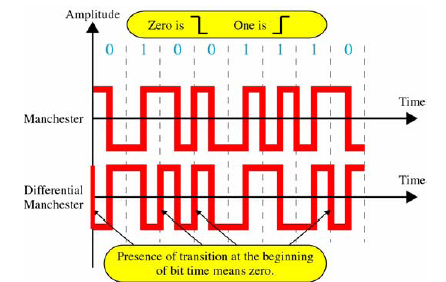 Amplitude
Zero is One is
0 1 0 0 1 1 1 0
Time
Manchester
Time
Differential
Manchester
Presence of transition at the beginning
of bit time means zero.